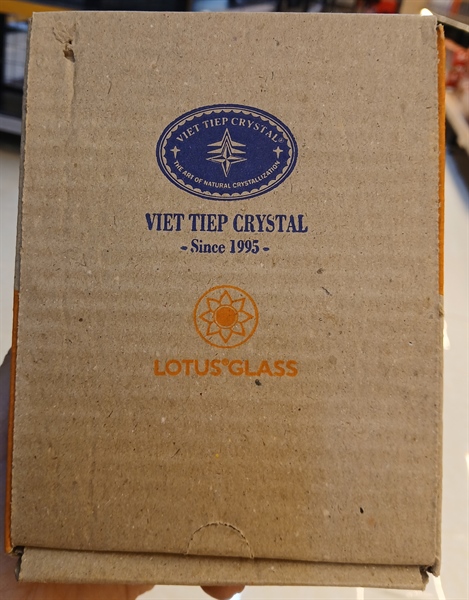 VIET TIEP CRYSTAL®
THE ART OF NATURAL CRYSTALLIZATION
VIET TIEP CRYSTAL
- Since 1995 -
LOTUS®GLASS